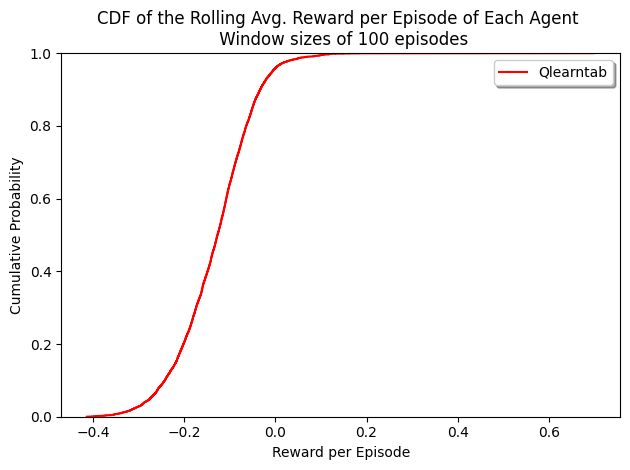 CDF of the Rolling Avg. Reward per Episode of Each Agent
Window sizes of 100 episodes
Qlearntab
Cumulative Probability
1.0
0.8
0.6
0.4
0.2
0.0
−0.4
−0.2
0.0
0.2
0.4
0.6
Reward per Episode